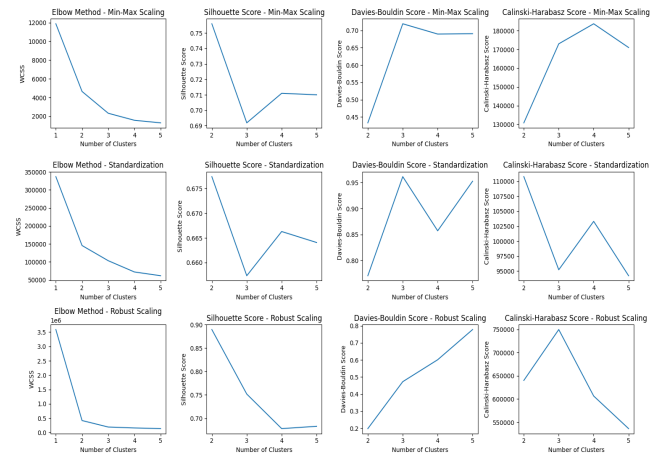 Elbow Method - Min-Max Scaling
12000
10000
8000
6000
4000
2000
WCSS
1 2 3 4 5
Number of Clusters
Silhouette Score - Min-Max Scaling
0.75
0.74
0.73
0.72
0.71
0.70
0.69
Silhouette Score
2 3 4 5
Number of Clusters
Davies-Bouldin Score - Min-Max Scaling
0.70
0.65
0.60
0.55
0.50
0.45
Davies-Bouldin Score
2 3 4 5
Number of Clusters
Calinski-Harabasz Score - Min-Max Scaling
180000
170000
160000
150000
140000
130000
Calinski-Harabasz Score
2 3 4 5
Number of Clusters
Elbow Method - Standardization
350000
300000
250000
200000
150000
100000
50000
WCSS
1 2 3 4 5
Number of Clusters
Silhouette Score - Standardization
0.675
0.670
0.665
0.660
Silhouette Score
2 3 4 5
Number of Clusters
Davies-Bouldin Score - Standardization
0.95
0.90
0.85
0.80
Davies-Bouldin Score
2 3 4 5
Number of Clusters
Calinski-Harabasz Score - Standardization
110000
107500
105000
102500
100000
97500
95000
Calinski-Harabasz Score
2 3 4 5
Number of Clusters
Elbow Method - Robust Scaling
1e6
3.5
3.0
2.5
2.0
1.5
1.0
0.5
0.0
WCSS
1 2 3 4 5
Number of Clusters
Silhouette Score - Robust Scaling
0.90
0.85
0.80
0.75
0.70
Silhouette Score
2 3 4 5
Number of Clusters
Davies-Bouldin Score - Robust Scaling
0.8
0.7
0.6
0.5
0.4
0.3
0.2
Davies-Bouldin Score
2 3 4 5
Number of Clusters
Calinski-Harabasz Score - Robust Scaling
750000
700000
650000
600000
550000
Calinski-Harabasz Score
2 3 4 5
Number of Clusters